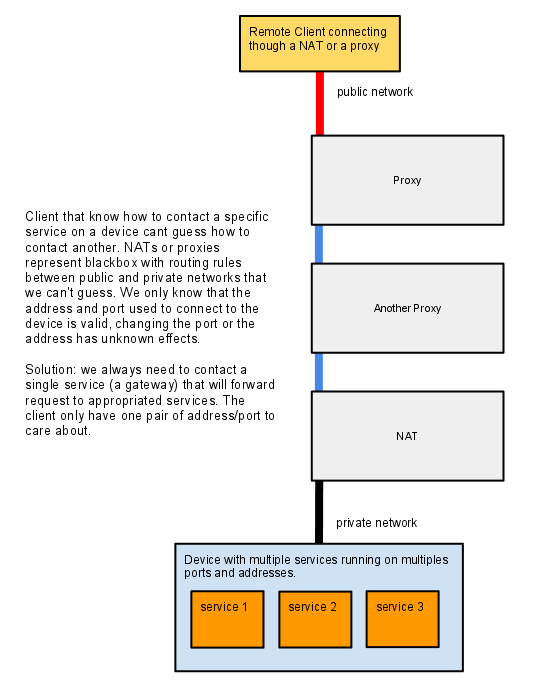 Remote Client connecting
though a NAT or a proxy
public network
Proxy
Client that know how to contact a specific
service on a device cant guess how to
contact another. NATs or proxies
represent blackbox with routing rules
between public and private networks that
we can't guess. We only know that the
address and port used to connect to the
device is valid, changing the port or the
address has unknown effects.
Solution: we always need to contact a
single service (a gateway) that will forward
request to appropriated services. The
client only have one pair of address/port to
care about.
Another Proxy
NAT
private network
Device with multiple services running on multiples
ports and addresses.
service 1
service 2
service 3